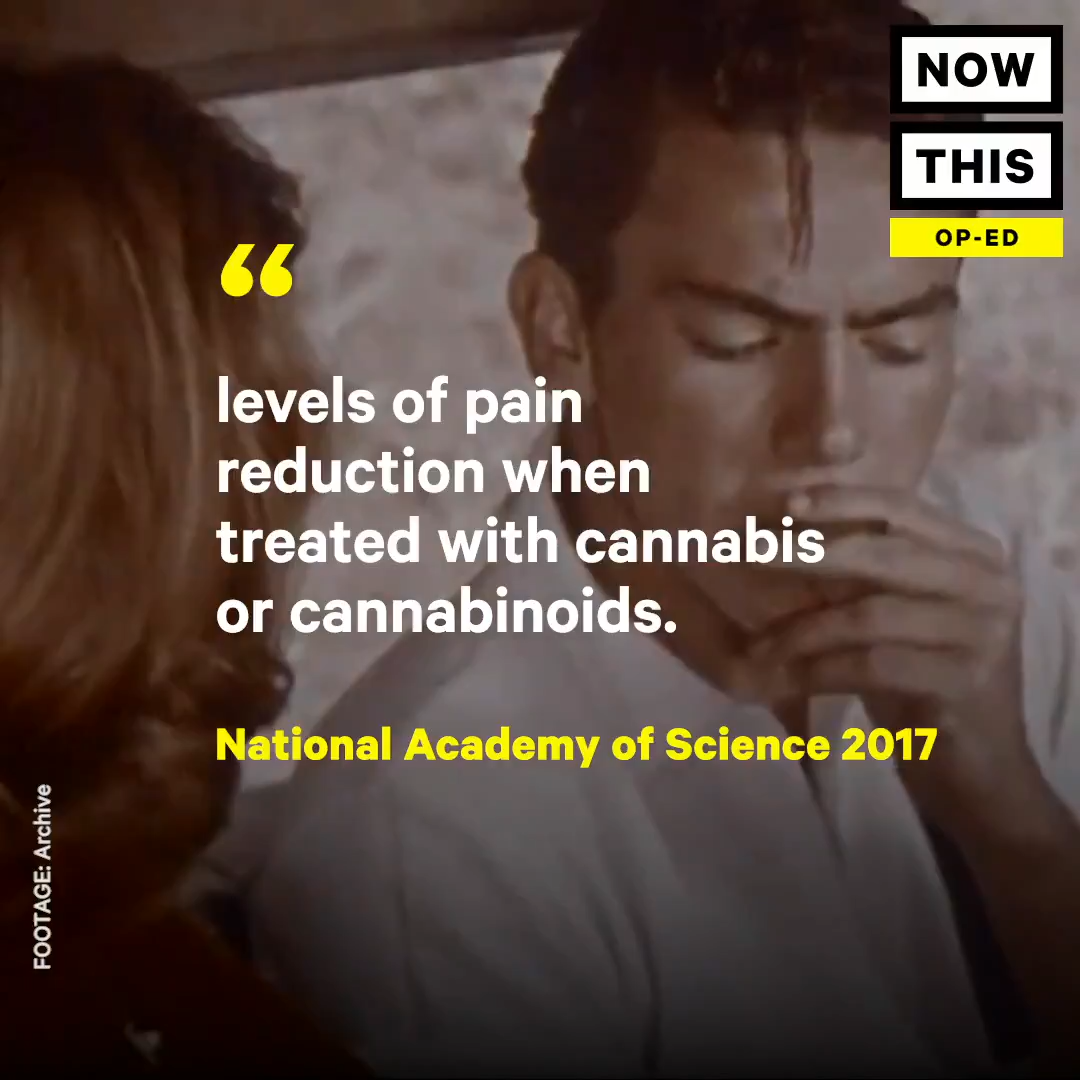 NOW
THIS
OP-ED
“
levels of pain
reduction when
treated with cannabis
or cannabinoids.
National Academy of Science 2017
FOOTAGE: Archive